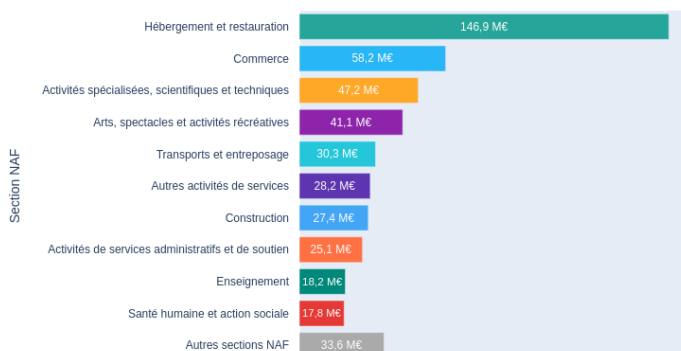 Hébergement et restauration 146,9 M€
Commerce 58,2 M€
Activités spécialisées, scientifiques et techniques 47,2 M€
Arts, spectacles et activités récréatives 41,1 M€
Transports et entreposage 30,3 M€
Autres activités de services 28,2 M€
Construction 27,4 M€
Activités de services administratifs et de soutien 25,1 M€
Enseignement 18,2 M€
Santé humaine et action sociale 17,8 M€
Autres sections NAF 33,6 M€
Section NAF